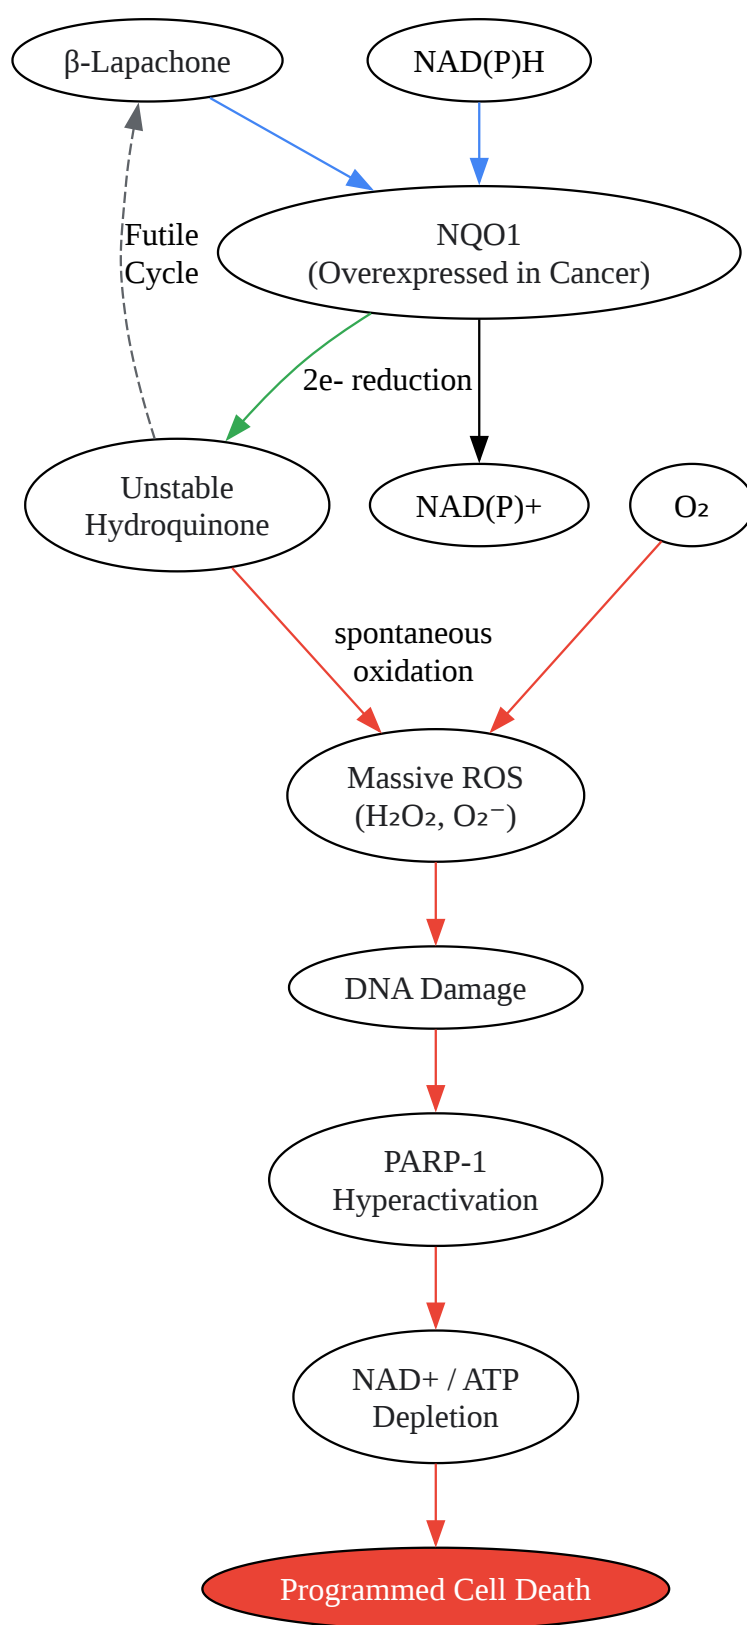 β-Lapachone
NAD(P)H
Futile
Cycle
NQO1
(Overexpressed in Cancer)
2e- reduction
Unstable
Hydroquinone
NAD(P)+
O₂
spontaneous
oxidation
Massive ROS
(H₂O₂, O₂⁻)
DNA Damage
PARP-1
Hyperactivation
NAD+ / ATP
Depletion
Programmed Cell Death